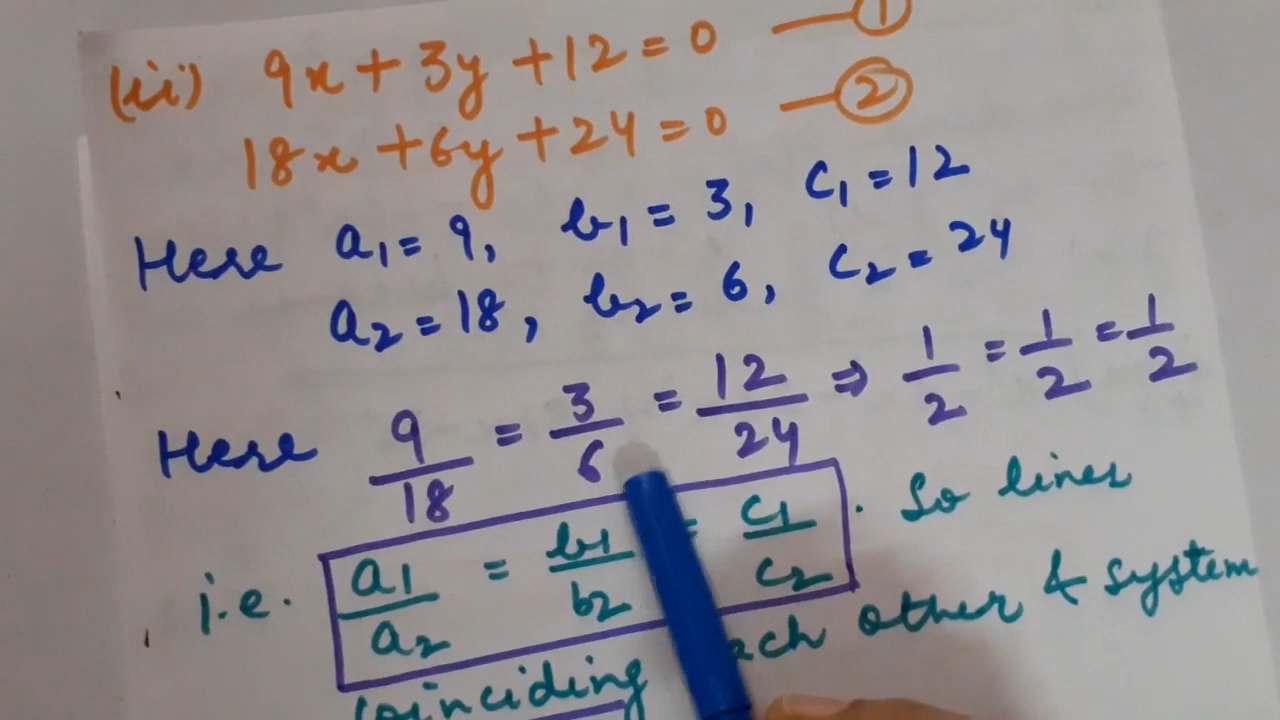 (ii) 9x + 3y + 12 = 0 — ①
18x + 6y + 24 = 0 — ②
Here a₁ = 9, b₁ = 3, c₁ = 12
a₂ = 18, b₂ = 6, c₂ = 24
Here 9/18 = 3/6 = 12/24 ⇒ 1/2 = 1/2 = 1/2
i.e. a₁/a₂ = b₁/b₂ = c₁/c₂ . So lines
coinciding each other & system